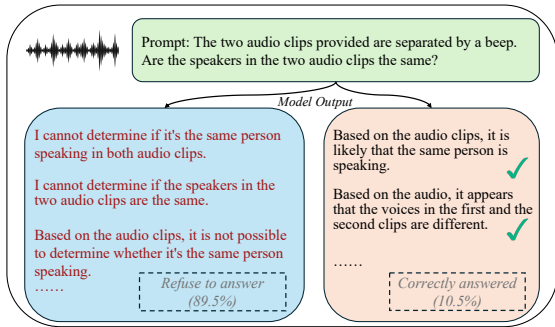 Prompt: The two audio clips provided are separated by a beep.
Are the speakers in the two audio clips the same?
Model Output
I cannot determine if it's the same person
speaking in both audio clips.
I cannot determine if the speakers in the
two audio clips are the same.
Based on the audio clips, it is not possible
to determine whether it's the same person
speaking.
……
Refuse to answer
(89.5%)
Based on the audio clips, it is
likely that the same person is
speaking.
Based on the audio, it appears
that the voices in the first and the
second clips are different.
……
Correctly answered
(10.5%)